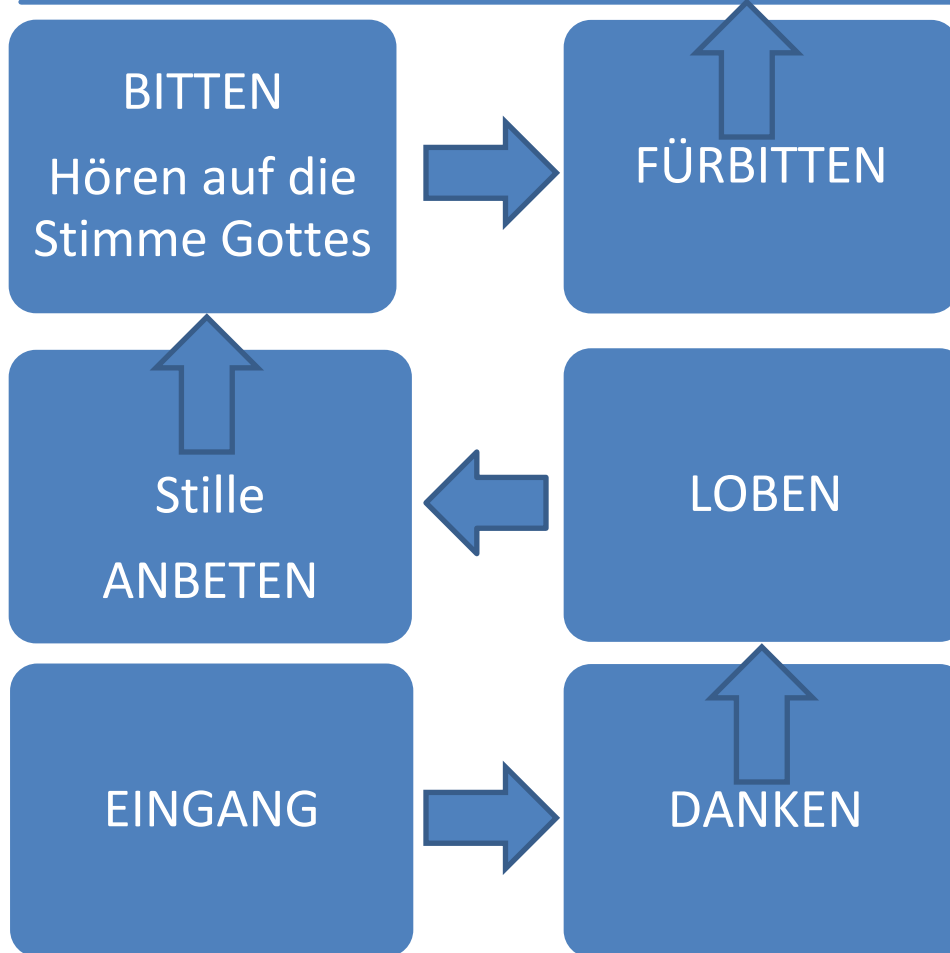 BITTEN
Hören auf die
Stimme Gottes
FÜRBITTEN
Stille
ANBETEN
LOBEN
EINGANG
DANKEN